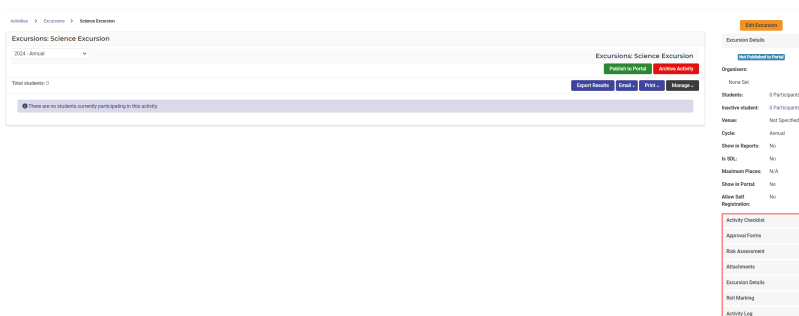 Activities > Excursions > Science Excursion
Excursions: Science Excursion
2024 - Annual
Excursions: Science Excursion
Publish to Portal Archive Activity
Total students: 0
Export Results Email Print Manage
There are no students currently participating in this activity.
Edit Excursion
Excursion Details
Not Published to Portal
Organisers:
None Set
Students: 0 Participants
Inactive student: 0 Participants
Venue: Not Specified
Cycle: Annual
Show in Reports: No
Is SDL: No
Maximum Places: N/A
Show in Portal: No
Allow Self Registration: No
Activity Checklist
Approval Forms
Risk Assessment
Attachments
Excursion Details
Roll Marking
Activity Log